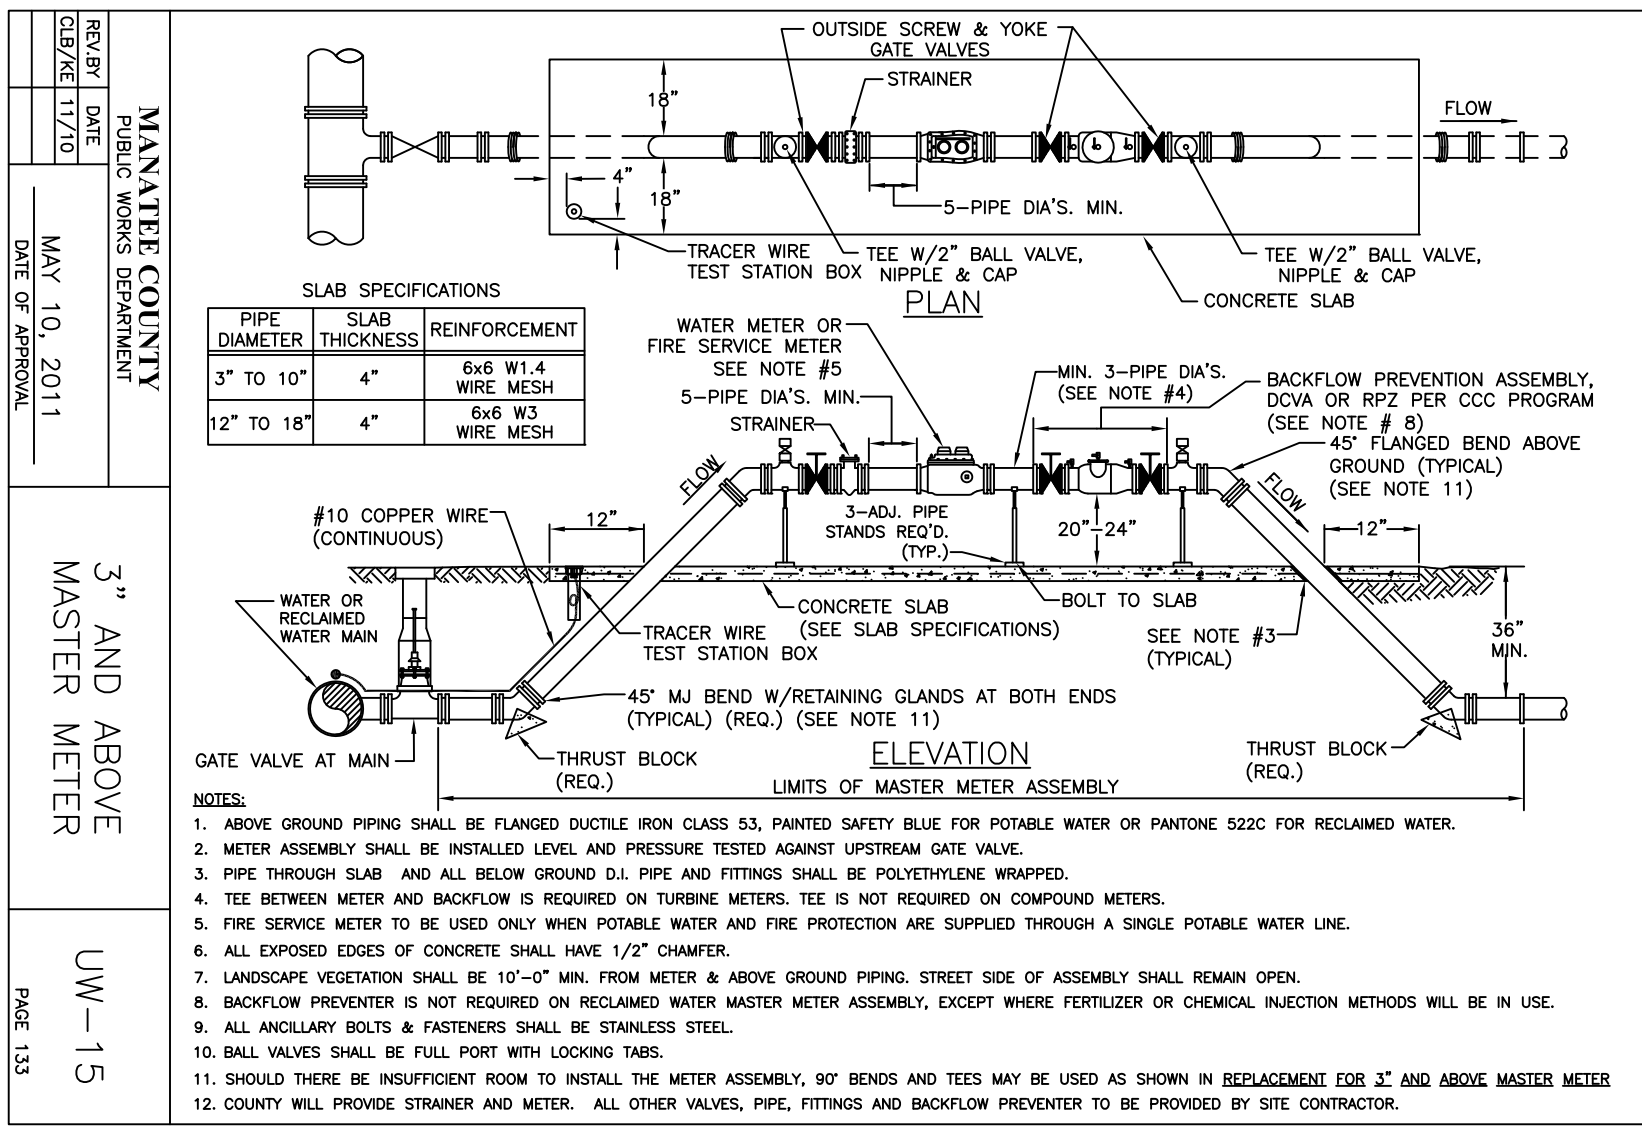 REV.BY DATE
CLB/KE 11/10
MANATEE COUNTY
PUBLIC WORKS DEPARTMENT
MAY 10, 2011
DATE OF APPROVAL
3" AND ABOVE
MASTER METER
UW-15
PAGE 133
OUTSIDE SCREW & YOKE
GATE VALVES
STRAINER
18"
FLOW
4"
18"
5-PIPE DIA'S. MIN.
TRACER WIRE
TEST STATION BOX
TEE W/2" BALL VALVE,
NIPPLE & CAP
TEE W/2" BALL VALVE,
NIPPLE & CAP
CONCRETE SLAB
PLAN
SLAB SPECIFICATIONS
PIPE
DIAMETER
SLAB
THICKNESS
REINFORCEMENT
3" TO 10"
4"
6x6 W1.4
WIRE MESH
12" TO 18"
4"
6x6 W3
WIRE MESH
WATER METER OR
FIRE SERVICE METER
SEE NOTE #5
5-PIPE DIA'S. MIN.
STRAINER
MIN. 3-PIPE DIA'S.
(SEE NOTE #4)
BACKFLOW PREVENTION ASSEMBLY,
DCVA OR RPZ PER CCC PROGRAM
(SEE NOTE # 8)
45° FLANGED BEND ABOVE
GROUND (TYPICAL)
(SEE NOTE 11)
FLOW
FLOW
#10 COPPER WIRE
(CONTINUOUS)
12"
3-ADJ. PIPE
STANDS REQ'D.
(TYP.)
20"-24"
12"
WATER OR
RECLAIMED
WATER MAIN
TRACER WIRE
TEST STATION BOX
CONCRETE SLAB
(SEE SLAB SPECIFICATIONS)
BOLT TO SLAB
SEE NOTE #3
(TYPICAL)
36"
MIN.
45° MJ BEND W/RETAINING GLANDS AT BOTH ENDS
(TYPICAL) (REQ.) (SEE NOTE 11)
GATE VALVE AT MAIN
THRUST BLOCK
(REQ.)
ELEVATION
THRUST BLOCK
(REQ.)
LIMITS OF MASTER METER ASSEMBLY
NOTES:
1. ABOVE GROUND PIPING SHALL BE FLANGED DUCTILE IRON CLASS 53, PAINTED SAFETY BLUE FOR POTABLE WATER OR PANTONE 522C FOR RECLAIMED WATER.
2. METER ASSEMBLY SHALL BE INSTALLED LEVEL AND PRESSURE TESTED AGAINST UPSTREAM GATE VALVE.
3. PIPE THROUGH SLAB AND ALL BELOW GROUND D.I. PIPE AND FITTINGS SHALL BE POLYETHYLENE WRAPPED.
4. TEE BETWEEN METER AND BACKFLOW IS REQUIRED ON TURBINE METERS. TEE IS NOT REQUIRED ON COMPOUND METERS.
5. FIRE SERVICE METER TO BE USED ONLY WHEN POTABLE WATER AND FIRE PROTECTION ARE SUPPLIED THROUGH A SINGLE POTABLE WATER LINE.
6. ALL EXPOSED EDGES OF CONCRETE SHALL HAVE 1/2" CHAMFER.
7. LANDSCAPE VEGETATION SHALL BE 10'-0" MIN. FROM METER & ABOVE GROUND PIPING. STREET SIDE OF ASSEMBLY SHALL REMAIN OPEN.
8. BACKFLOW PREVENTER IS NOT REQUIRED ON RECLAIMED WATER MASTER METER ASSEMBLY, EXCEPT WHERE FERTILIZER OR CHEMICAL INJECTION METHODS WILL BE IN USE.
9. ALL ANCILLARY BOLTS & FASTENERS SHALL BE STAINLESS STEEL.
10. BALL VALVES SHALL BE FULL PORT WITH LOCKING TABS.
11. SHOULD THERE BE INSUFFICIENT ROOM TO INSTALL THE METER ASSEMBLY, 90° BENDS AND TEES MAY BE USED AS SHOWN IN REPLACEMENT FOR 3" AND ABOVE MASTER METER
12. COUNTY WILL PROVIDE STRAINER AND METER. ALL OTHER VALVES, PIPE, FITTINGS AND BACKFLOW PREVENTER TO BE PROVIDED BY SITE CONTRACTOR.